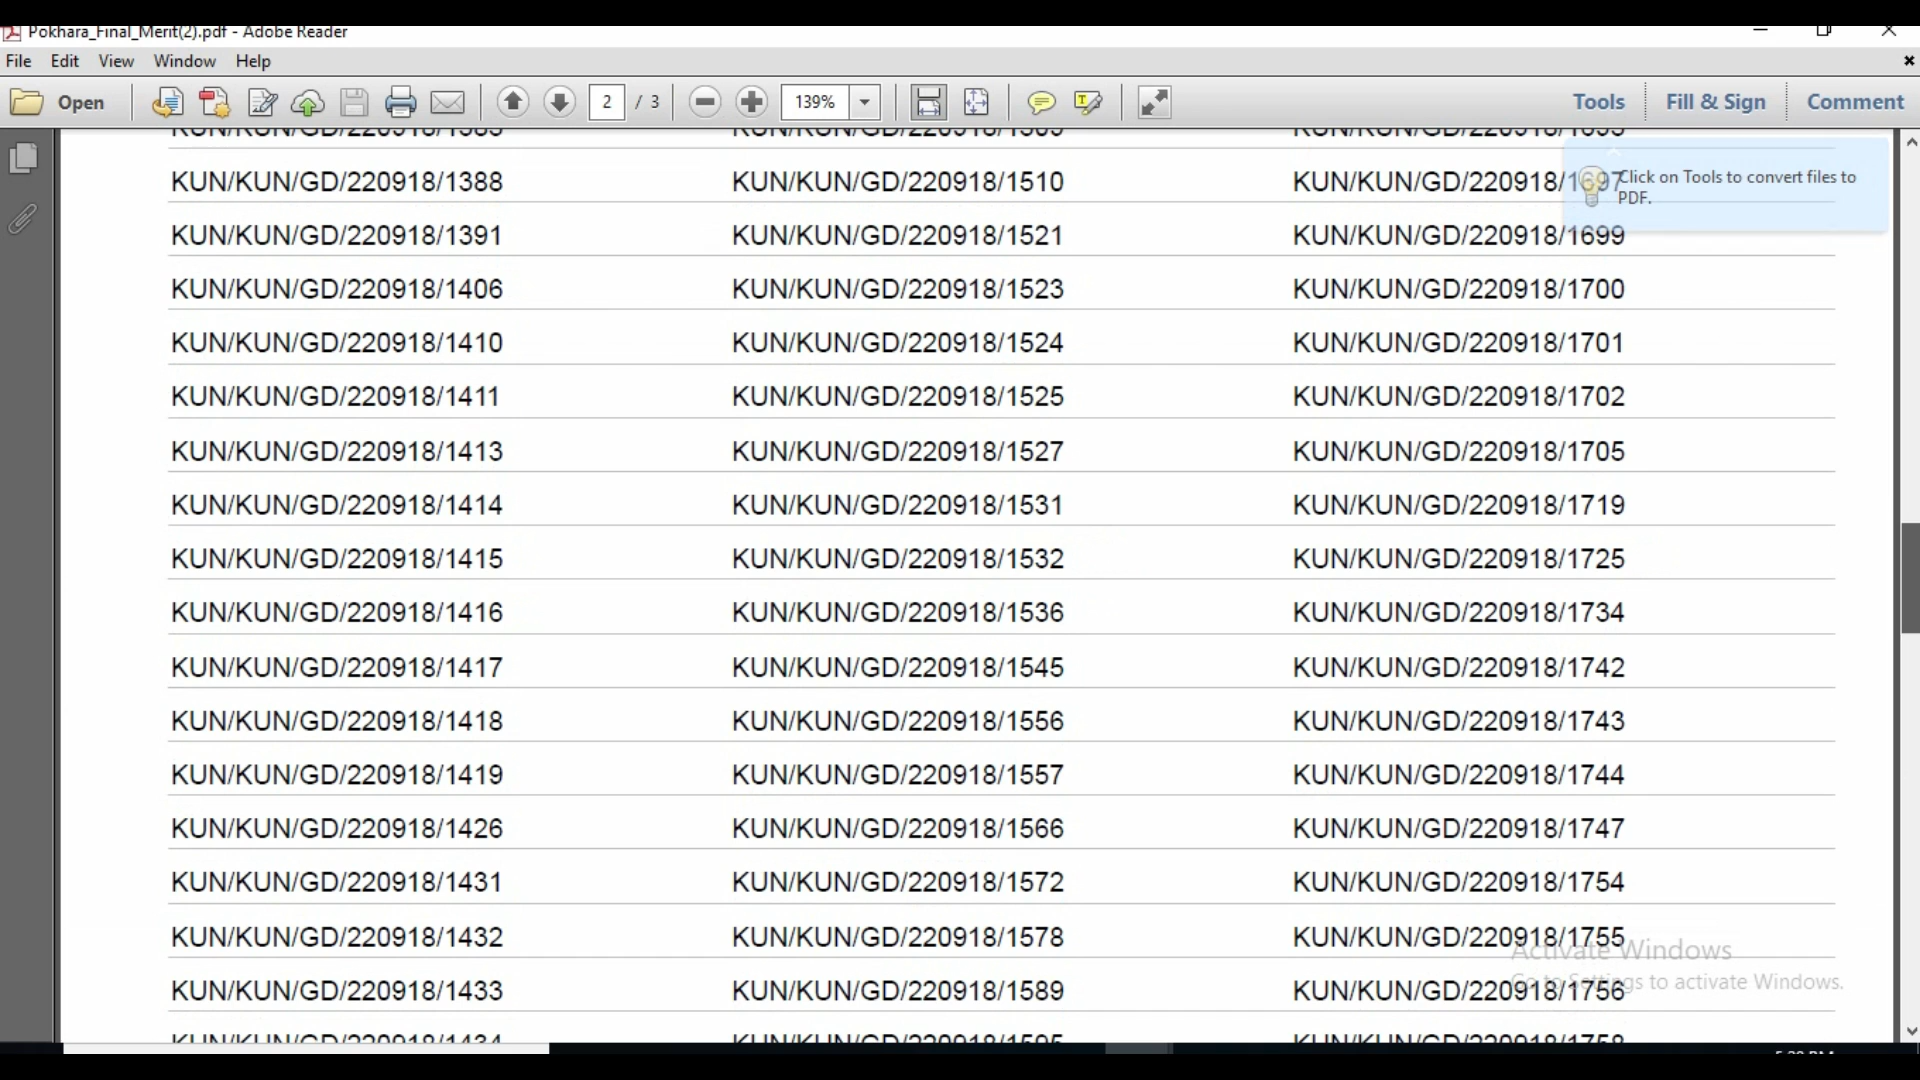 Pokhara_Final_Merit(2).pdf - Adobe Reader
File Edit View Window Help
Open 2 / 3 139% Tools Fill & Sign Comment
Click on Tools to convert files to
PDF.
KUN/KUN/GD/220918/1388 KUN/KUN/GD/220918/1510 KUN/KUN/GD/220918/1697
KUN/KUN/GD/220918/1391 KUN/KUN/GD/220918/1521 KUN/KUN/GD/220918/1699
KUN/KUN/GD/220918/1406 KUN/KUN/GD/220918/1523 KUN/KUN/GD/220918/1700
KUN/KUN/GD/220918/1410 KUN/KUN/GD/220918/1524 KUN/KUN/GD/220918/1701
KUN/KUN/GD/220918/1411 KUN/KUN/GD/220918/1525 KUN/KUN/GD/220918/1702
KUN/KUN/GD/220918/1413 KUN/KUN/GD/220918/1527 KUN/KUN/GD/220918/1705
KUN/KUN/GD/220918/1414 KUN/KUN/GD/220918/1531 KUN/KUN/GD/220918/1719
KUN/KUN/GD/220918/1415 KUN/KUN/GD/220918/1532 KUN/KUN/GD/220918/1725
KUN/KUN/GD/220918/1416 KUN/KUN/GD/220918/1536 KUN/KUN/GD/220918/1734
KUN/KUN/GD/220918/1417 KUN/KUN/GD/220918/1545 KUN/KUN/GD/220918/1742
KUN/KUN/GD/220918/1418 KUN/KUN/GD/220918/1556 KUN/KUN/GD/220918/1743
KUN/KUN/GD/220918/1419 KUN/KUN/GD/220918/1557 KUN/KUN/GD/220918/1744
KUN/KUN/GD/220918/1426 KUN/KUN/GD/220918/1566 KUN/KUN/GD/220918/1747
KUN/KUN/GD/220918/1431 KUN/KUN/GD/220918/1572 KUN/KUN/GD/220918/1754
KUN/KUN/GD/220918/1432 KUN/KUN/GD/220918/1578 KUN/KUN/GD/220918/1755
KUN/KUN/GD/220918/1433 KUN/KUN/GD/220918/1589 KUN/KUN/GD/220918/1756
Activate Windows
Go to Settings to activate Windows.